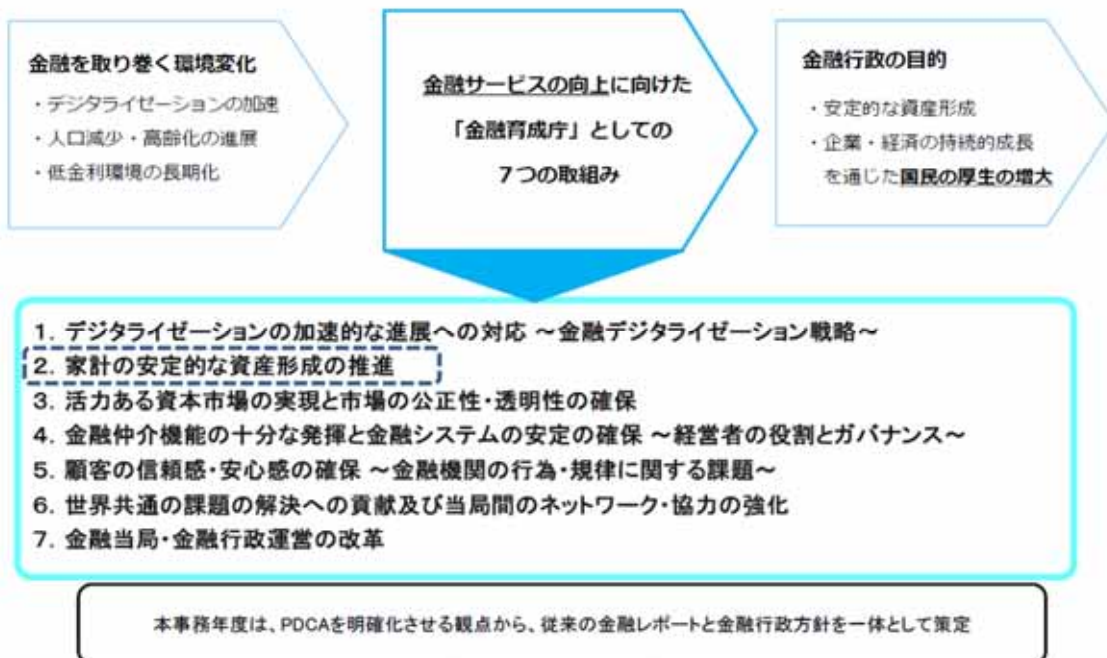 金融を取り巻く環境変化
・デジタライゼーションの加速
・人口減少・高齢化の進展
・低金利環境の長期化
金融サービスの向上に向けた
「金融育成庁」としての
７つの取組み
金融行政の目的
・安定的な資産形成
・企業・経済の持続的成長
を通じた国民の厚生の増大
1. デジタライゼーションの加速的な進展への対応 ～金融デジタライゼーション戦略～
2. 家計の安定的な資産形成の推進
3. 活力ある資本市場の実現と市場の公正性・透明性の確保
4. 金融仲介機能の十分な発揮と金融システムの安定の確保 ～経営者の役割とガバナンス～
5. 顧客の信頼感・安心感の確保 ～金融機関の行為・規律に関する課題～
6. 世界共通の課題の解決への貢献及び当局間のネットワーク・協力の強化
7. 金融当局・金融行政運営の改革
本事務年度は、PDCAを明確化させる観点から、従来の金融レポートと金融行政方針を一体として策定